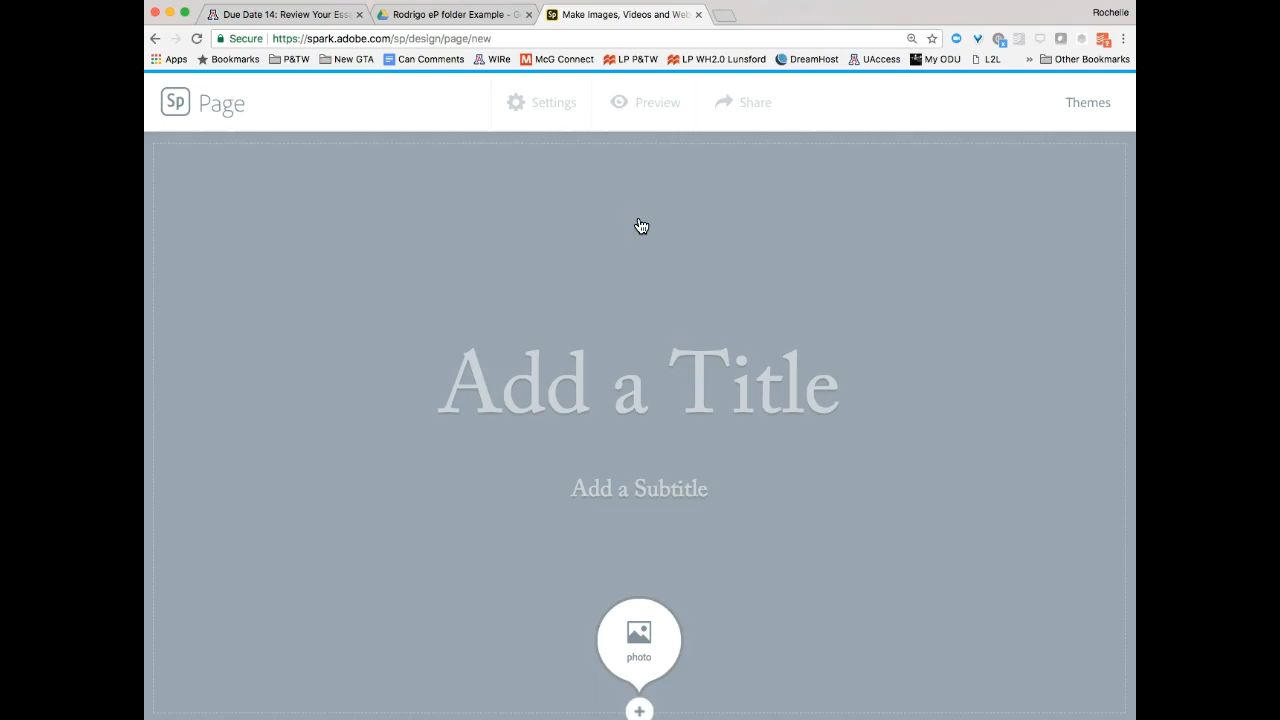 Due Date 14: Review Your Ess
Rodrigo eP folder Example - G
Sp Make Images, Videos and Web
Rochelle
Secure https://spark.adobe.com/sp/design/page/new
Apps Bookmarks P&TW New GTA Can Comments WIRe M McG Connect LP P&TW LP WH2.0 Lunsford DreamHost UAccess My ODU L2L » Other Bookmarks
Sp Page Settings Preview Share Themes
Add a Title
Add a Subtitle
photo